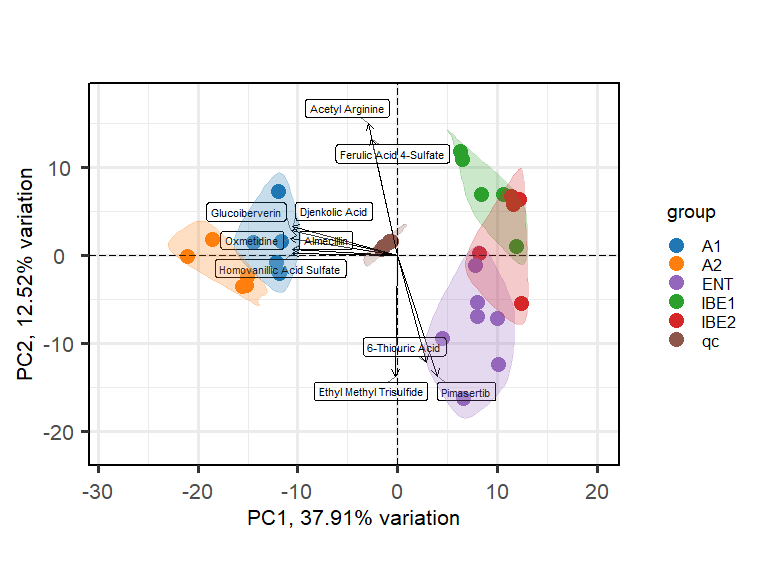 Acetyl Arginine
Ferulic Acid 4-Sulfate
Glucoiberverin
Djenkolic Acid
Oxmetidine
Almecillin
Homovanilic Acid Sulfate
6-Thiouric Acid
Ethyl Methyl Trisulfide
Pimasertib
10
0
-10
-20
-30
-20
-10
0
10
20
PC1, 37.91% variation
PC2, 12.52% variation
group
A1
A2
ENT
IBE1
IBE2
qc